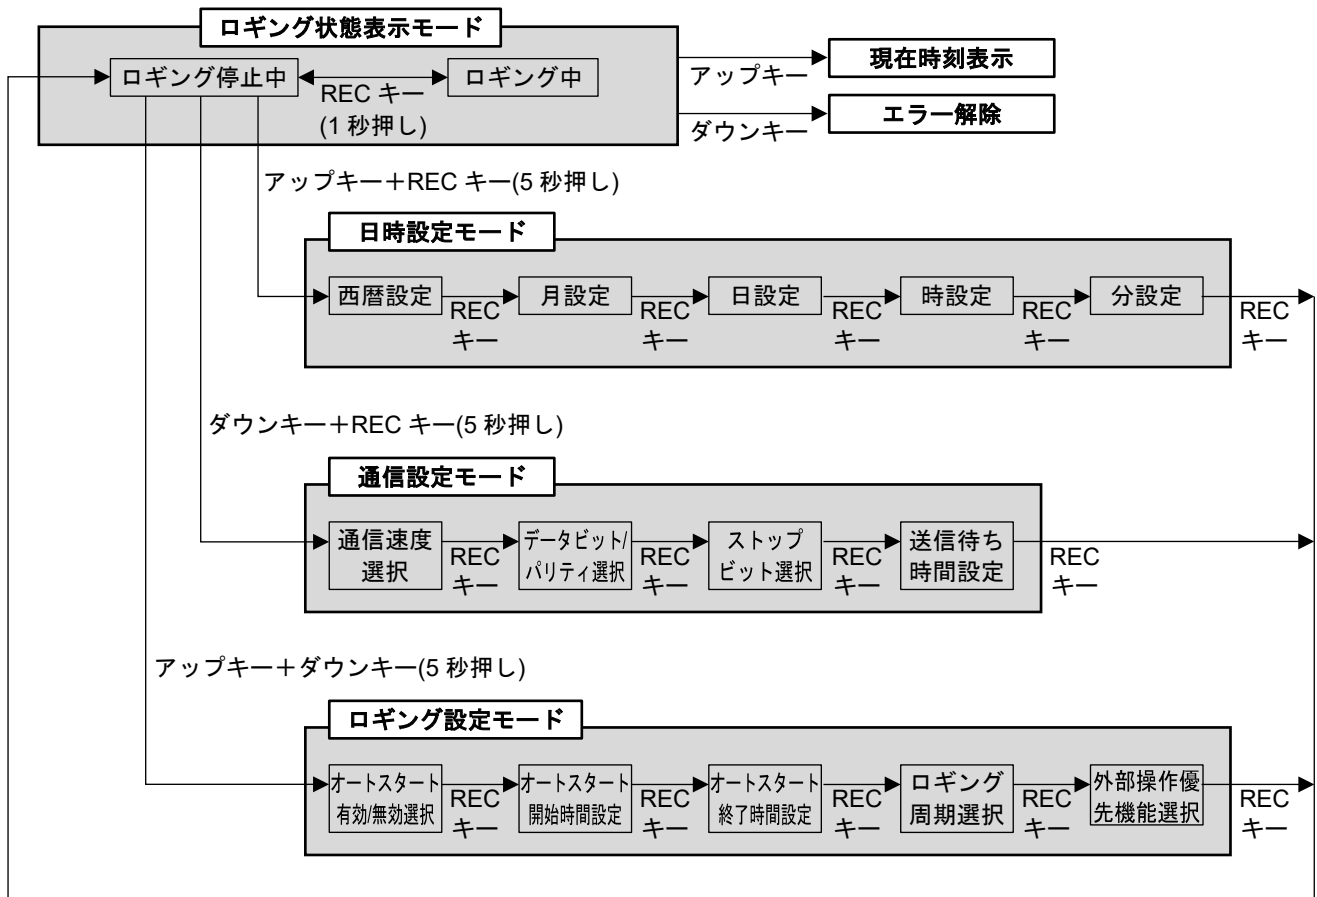 ロギング状態表示モード
ロギング停止中
REC キー
(1 秒押し)
ロギング中
アップキー
現在時刻表示
ダウンキー
エラー解除
アップキー＋REC キー(5 秒押し)
日時設定モード
西暦設定
REC
キー
月設定
REC
キー
日設定
REC
キー
時設定
REC
キー
分設定
REC
キー
ダウンキー＋REC キー(5 秒押し)
通信設定モード
通信速度
選択
REC
キー
データビット/
パリティ選択
REC
キー
ストップ
ビット選択
REC
キー
送信待ち
時間設定
REC
キー
アップキー＋ダウンキー(5 秒押し)
ロギング設定モード
オートスタート
有効/無効選択
REC
キー
オートスタート
開始時間設定
REC
キー
オートスタート
終了時間設定
REC
キー
ロギング
周期選択
REC
キー
外部操作優
先機能選択
REC
キー